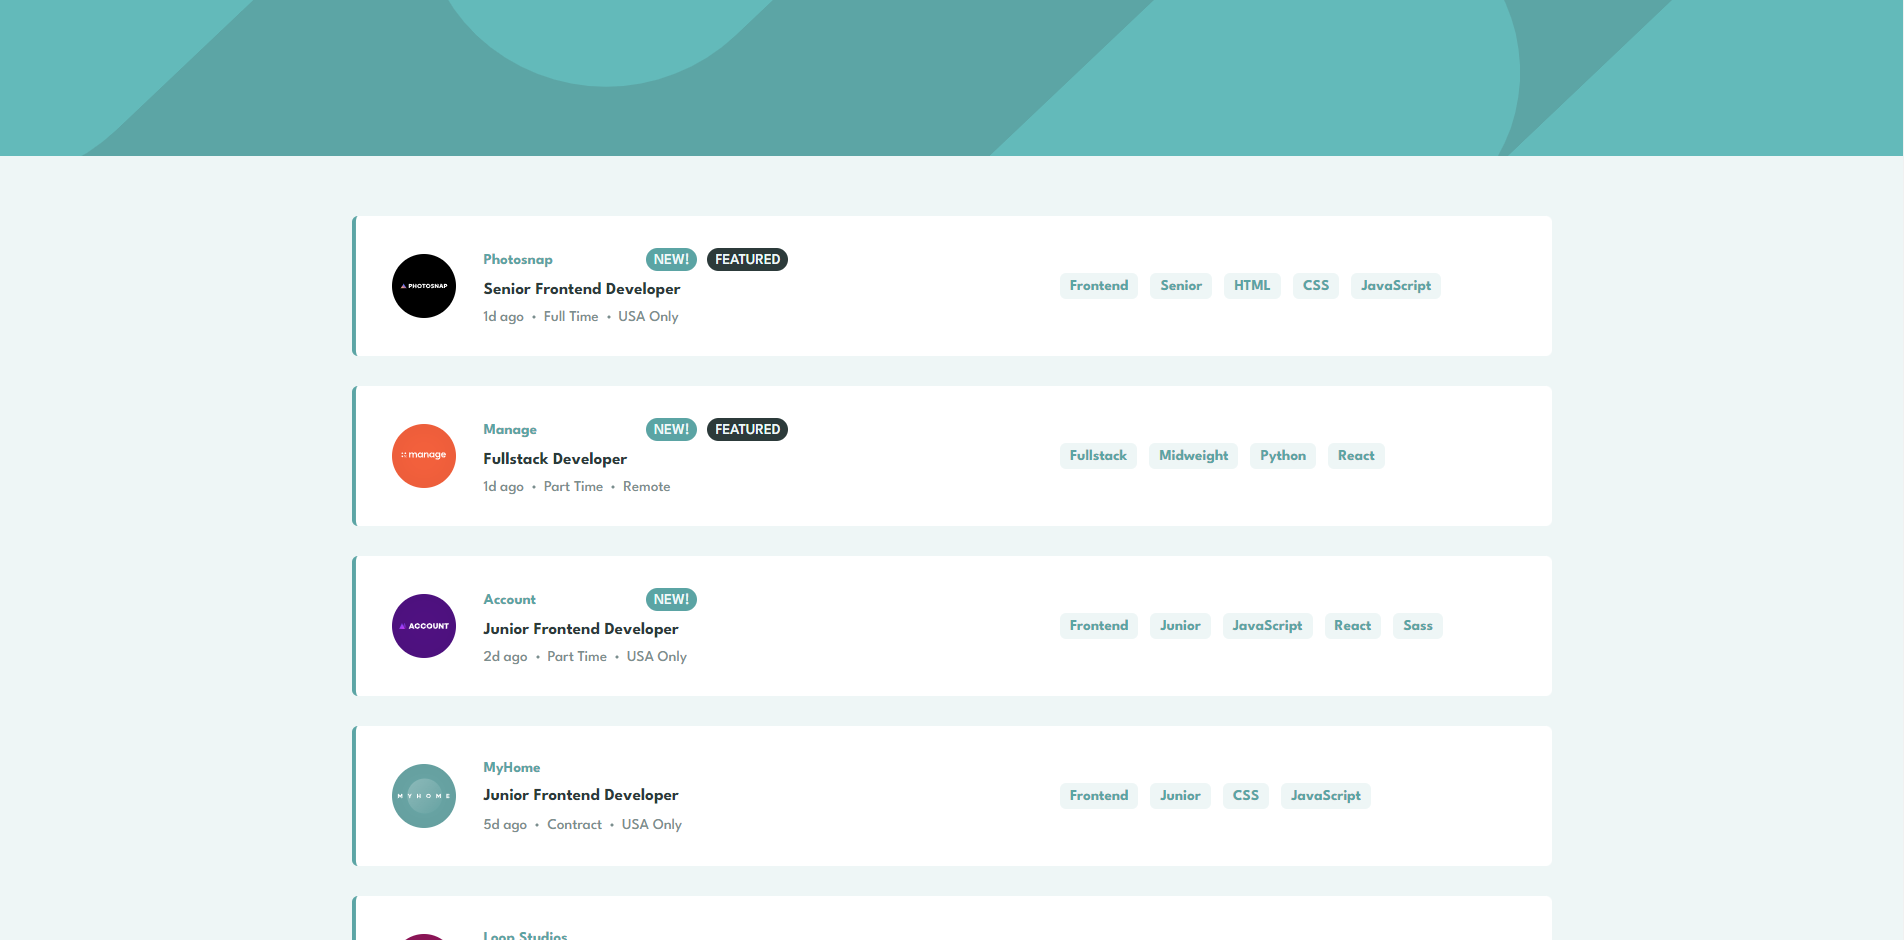 PHOTOSNAP
Photosnap NEW! FEATURED
Senior Frontend Developer
1d ago • Full Time • USA Only
Frontend Senior HTML CSS JavaScript
manage
Manage NEW! FEATURED
Fullstack Developer
1d ago • Part Time • Remote
Fullstack Midweight Python React
ACCOUNT
Account NEW!
Junior Frontend Developer
2d ago • Part Time • USA Only
Frontend Junior JavaScript React Sass
MYHOME
MyHome
Junior Frontend Developer
5d ago • Contract • USA Only
Frontend Junior CSS JavaScript
Loop Studios